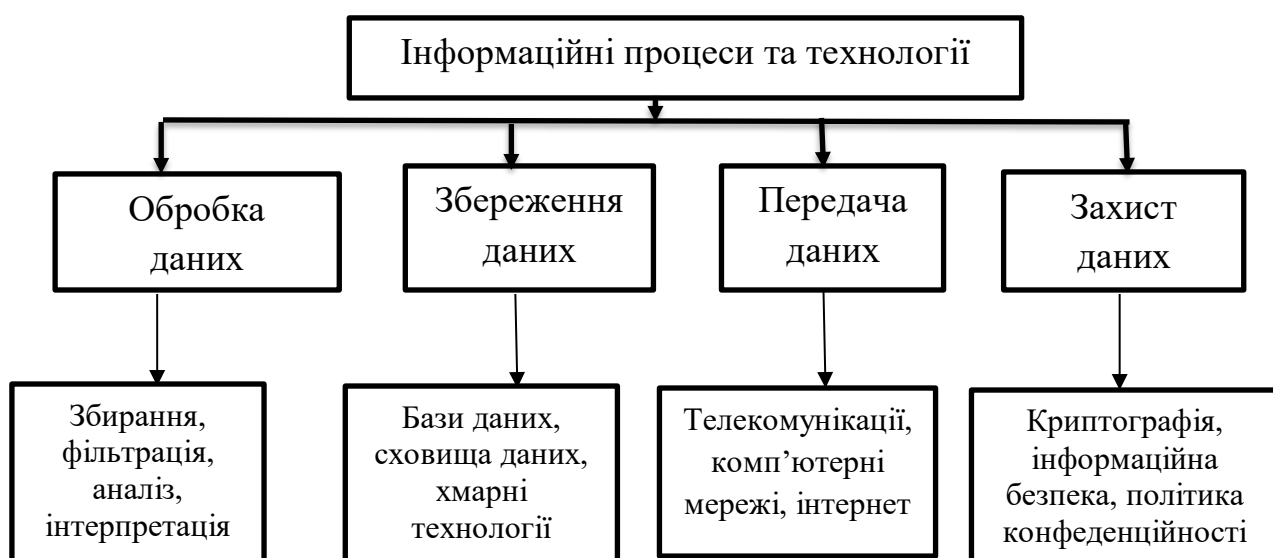 Інформаційні процеси та технології
Обробка
даних
Збереження
даних
Передача
даних
Захист
даних
Збирання,
фільтрація,
аналіз,
інтерпретація
Бази даних,
сховища даних,
хмарні
технології
Телекомунікації,
комп’ютерні
мережі, інтернет
Криптографія,
інформаційна
безпека, політика
конфеденційності